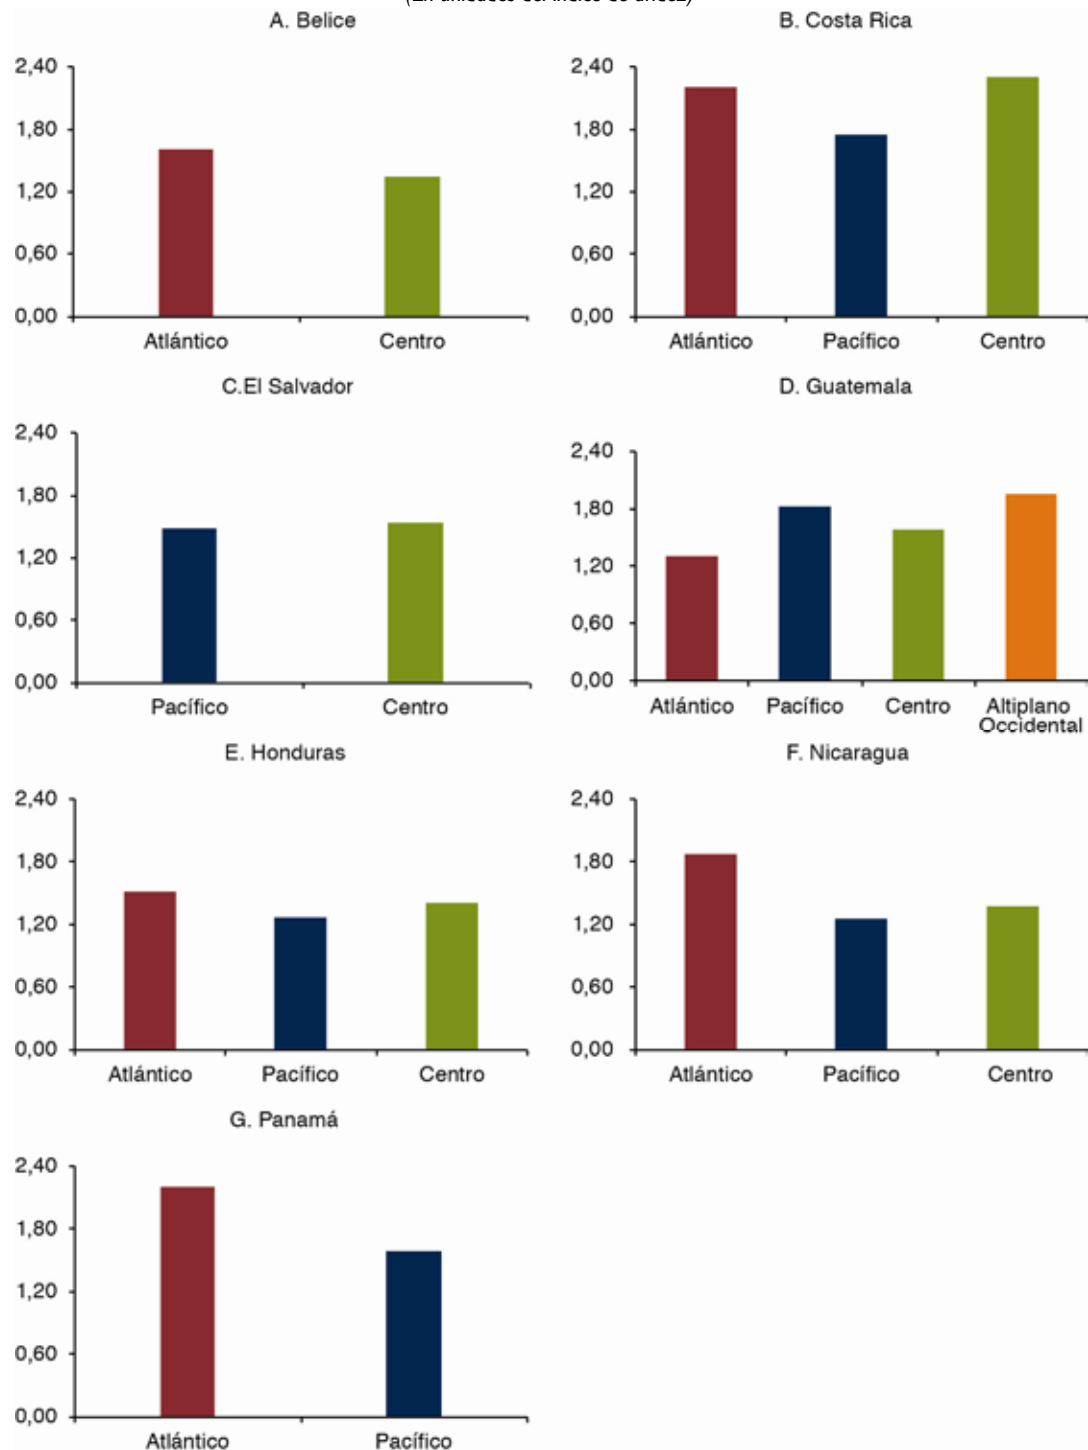 A. Belice
2,40
1,80
1,20
0,60
0,00
Atlántico Centro
B. Costa Rica
2,40
1,80
1,20
0,60
0,00
Atlántico Pacífico Centro
C.El Salvador
2,40
1,80
1,20
0,60
0,00
Pacífico Centro
D. Guatemala
2,40
1,80
1,20
0,60
0,00
Atlántico Pacífico Centro Altiplano
Occidental
E. Honduras
2,40
1,80
1,20
0,60
0,00
Atlántico Pacífico Centro
F. Nicaragua
2,40
1,80
1,20
0,60
0,00
Atlántico Pacífico Centro
G. Panamá
2,40
1,80
1,20
0,60
0,00
Atlántico Pacífico